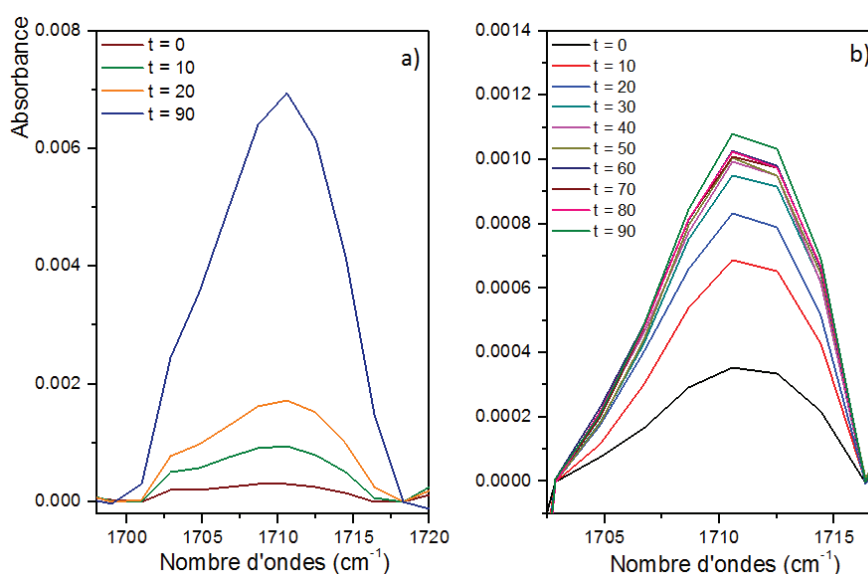 a)
Absorbance
0.008
0.006
0.004
0.002
0.000
t = 0
t = 10
t = 20
t = 90
1700
1705
1710
1715
1720
Nombre d'ondes (cm⁻¹)
b)
0.0014
0.0012
0.0010
0.0008
0.0006
0.0004
0.0002
0.0000
t = 0
t = 10
t = 20
t = 30
t = 40
t = 50
t = 60
t = 70
t = 80
t = 90
1705
1710
1715
Nombre d'ondes (cm⁻¹)